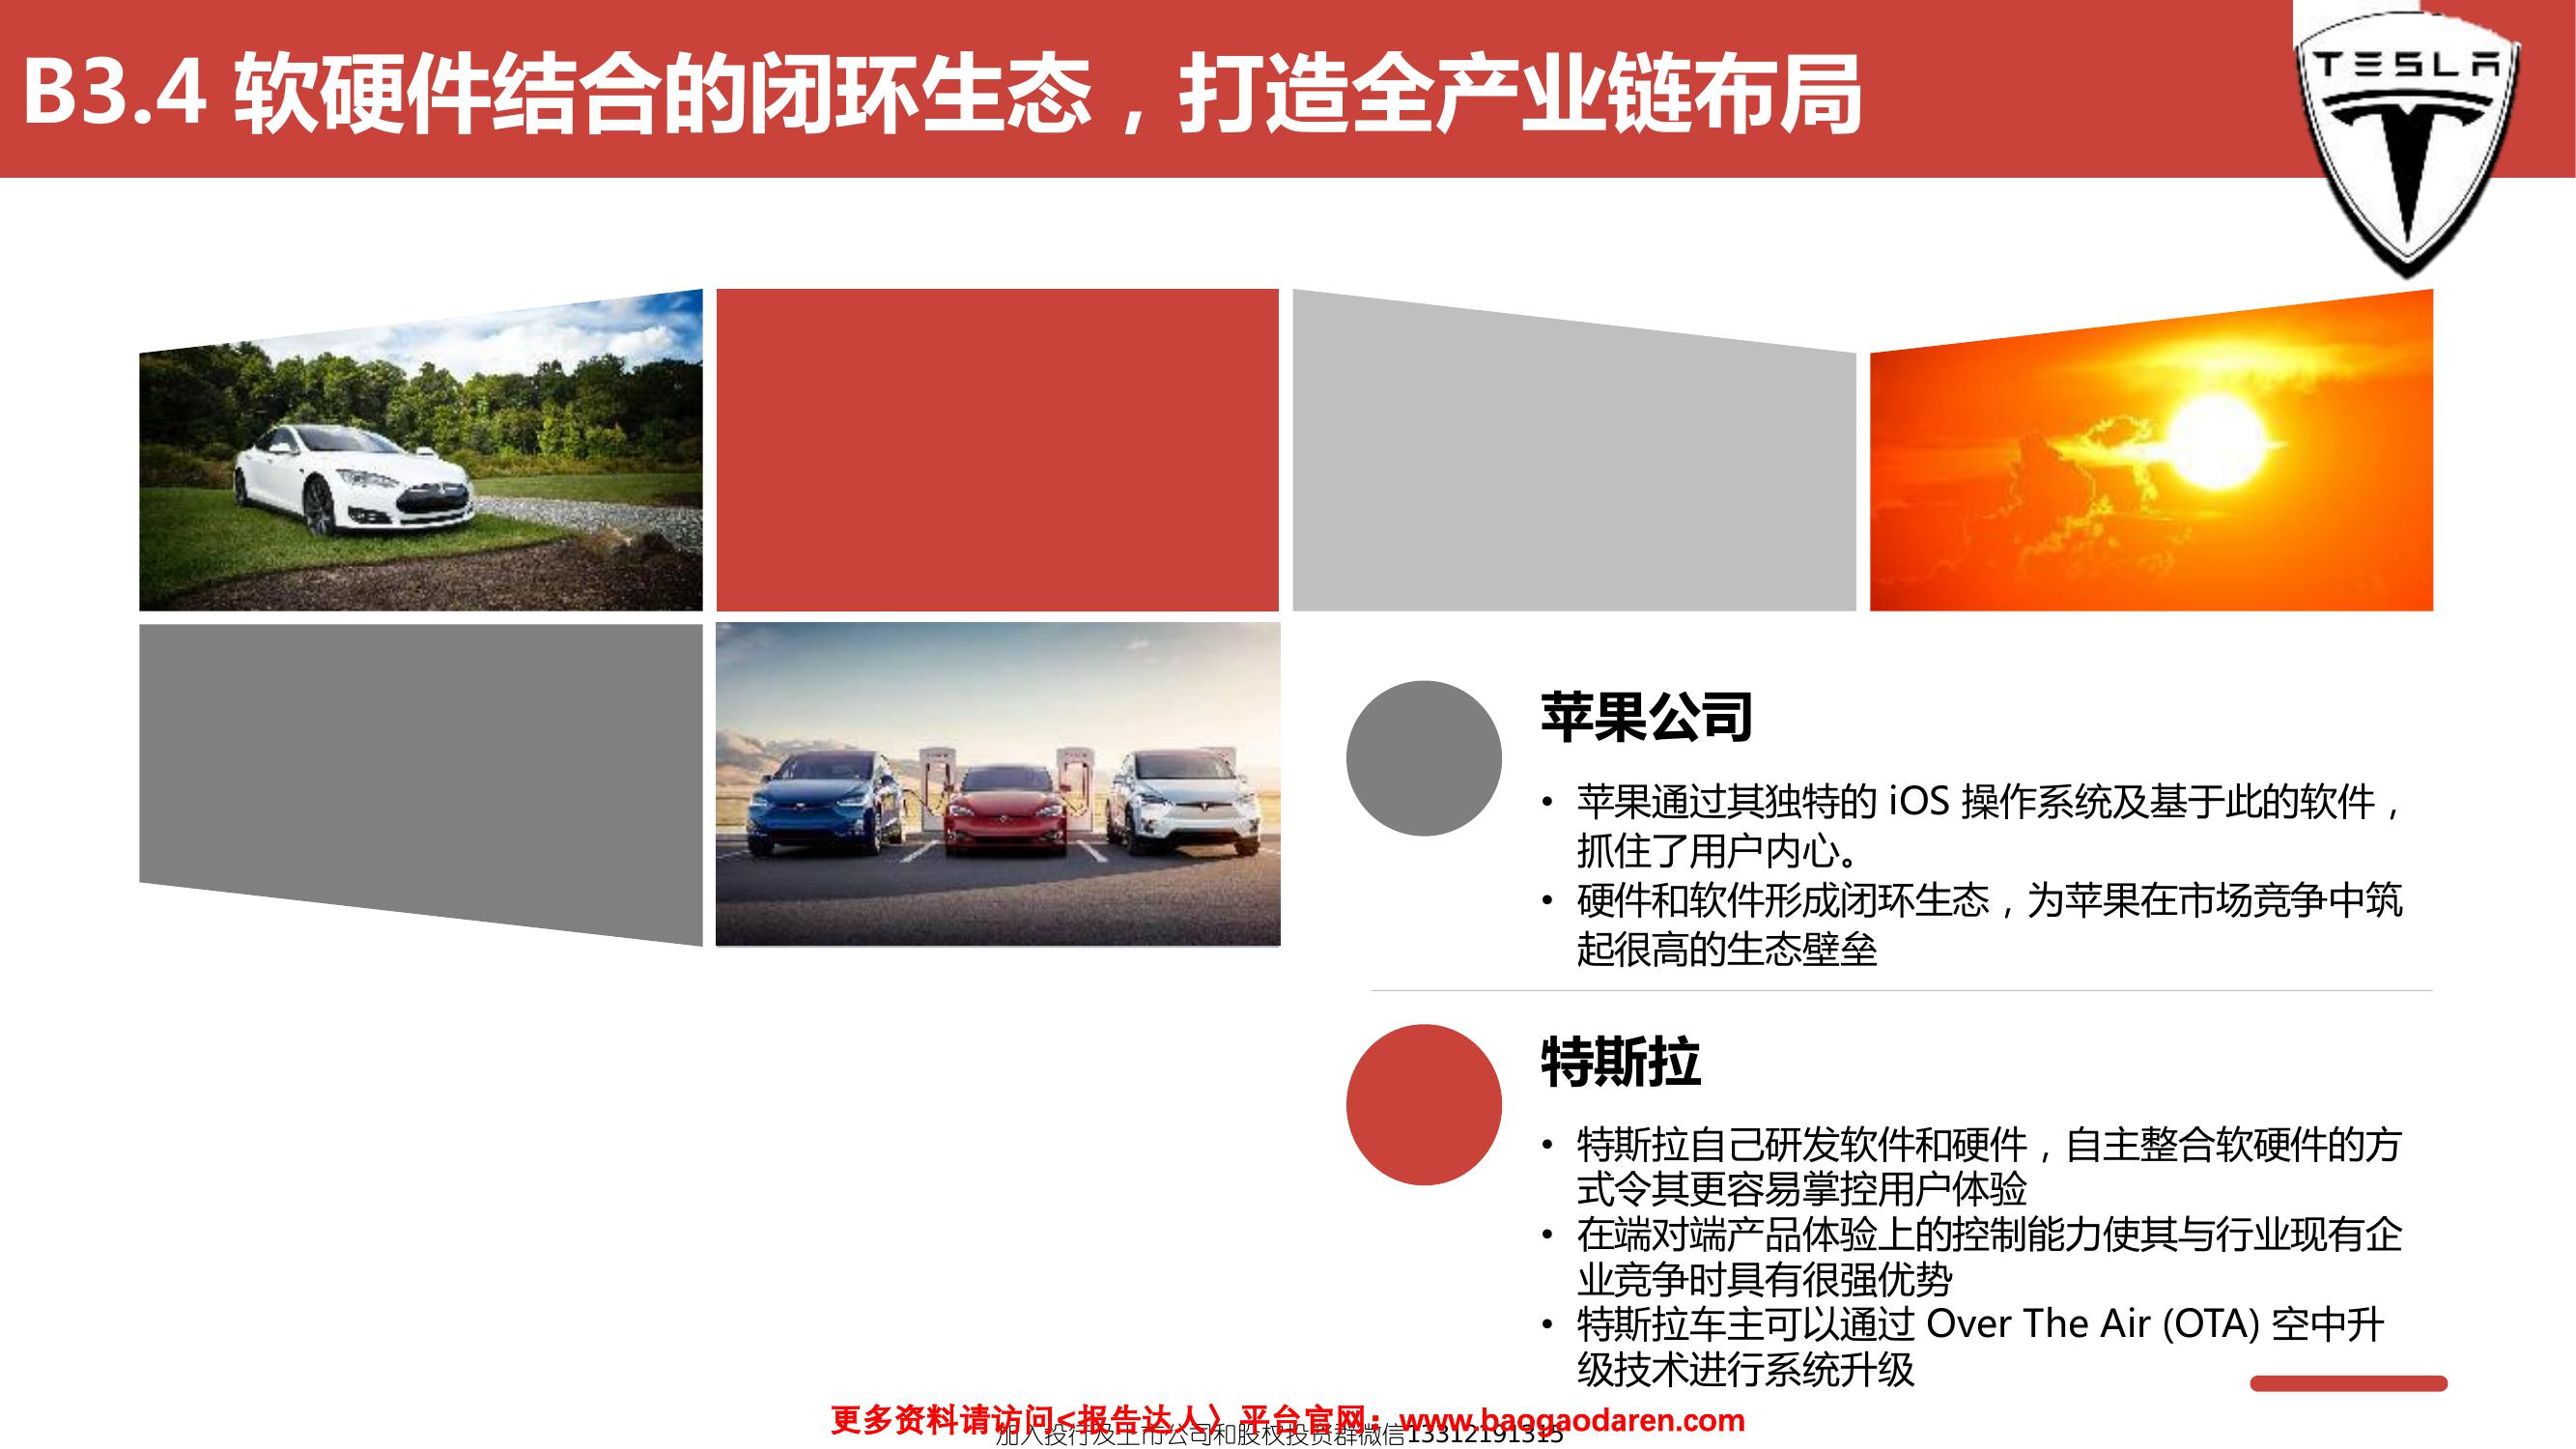 B3.4 软硬件结合的闭环生态，打造全产业链布局
TESLA
苹果公司
• 苹果通过其独特的 iOS 操作系统及基于此的软件，
抓住了用户内心。
• 硬件和软件形成闭环生态，为苹果在市场竞争中筑
起很高的生态壁垒
特斯拉
• 特斯拉自己研发软件和硬件，自主整合软硬件的方
式令其更容易掌控用户体验
• 在端对端产品体验上的控制能力使其与行业现有企
业竞争时具有很强优势
• 特斯拉车主可以通过 Over The Air (OTA) 空中升
级技术进行系统升级
更多资料请访问<报告达人〉平台官网：www.baogaodaren.com
加入投行及上市公司和股权投资群微信13312191315